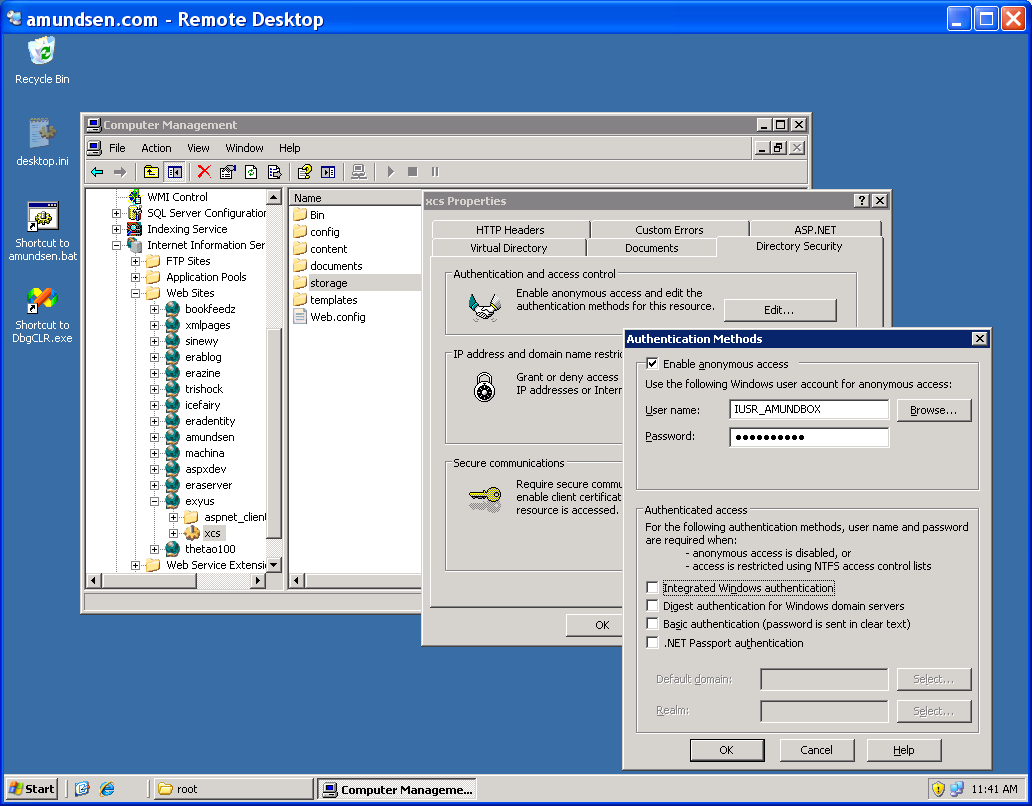 amundsen.com - Remote Desktop
Recycle Bin
desktop.ini
Shortcut to
amundsen.bat
Shortcut to
DbgCLR.exe
Computer Management
File Action View Window Help
WMI Control
SQL Server Configuration
Indexing Service
Internet Information Ser
FTP Sites
Application Pools
Web Sites
bookfeedz
xmlpages
sinewy
erablog
erazine
trishock
icefairy
eradentity
amundsen
machina
aspxdev
eraserver
exyus
aspnet_client
xcs
thetao100
Web Service Extensi
Name
Bin
config
content
documents
storage
templates
Web.config
xcs Properties
HTTP Headers Custom Errors ASP.NET
Virtual Directory Documents Directory Security
Authentication and access control
Enable anonymous access and edit the
authentication methods for this resource.
Edit...
IP address and domain name restric
Grant or deny access
IP addresses or Inter
Secure communications
Require secure commu
enable client certificat
resource is accessed.
OK
Authentication Methods
Enable anonymous access
Use the following Windows user account for anonymous access:
User name: IUSR_AMUNDBOX Browse...
Password: ●●●●●●●●●●
Authenticated access
For the following authentication methods, user name and password
are required when:
- anonymous access is disabled, or
- access is restricted using NTFS access control lists
Integrated Windows authentication
Digest authentication for Windows domain servers
Basic authentication (password is sent in clear text)
.NET Passport authentication
Default domain: Select...
Realm: Select...
OK Cancel Help
Start root Computer Manageme... 11:41 AM